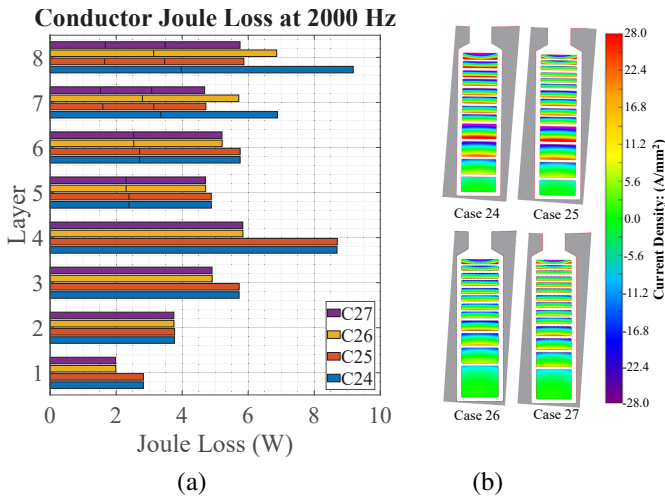 Conductor Joule Loss at 2000 Hz
8
7
6
5
4
3
2
1
Layer
0
2
4
6
8
10
Joule Loss (W)
C27
C26
C25
C24
(a)
Case 24
Case 25
Case 26
Case 27
28.0
22.4
16.8
11.2
5.6
0.0
-5.6
-11.2
-16.8
-22.4
-28.0
Current Density: (A/mm²)
(b)